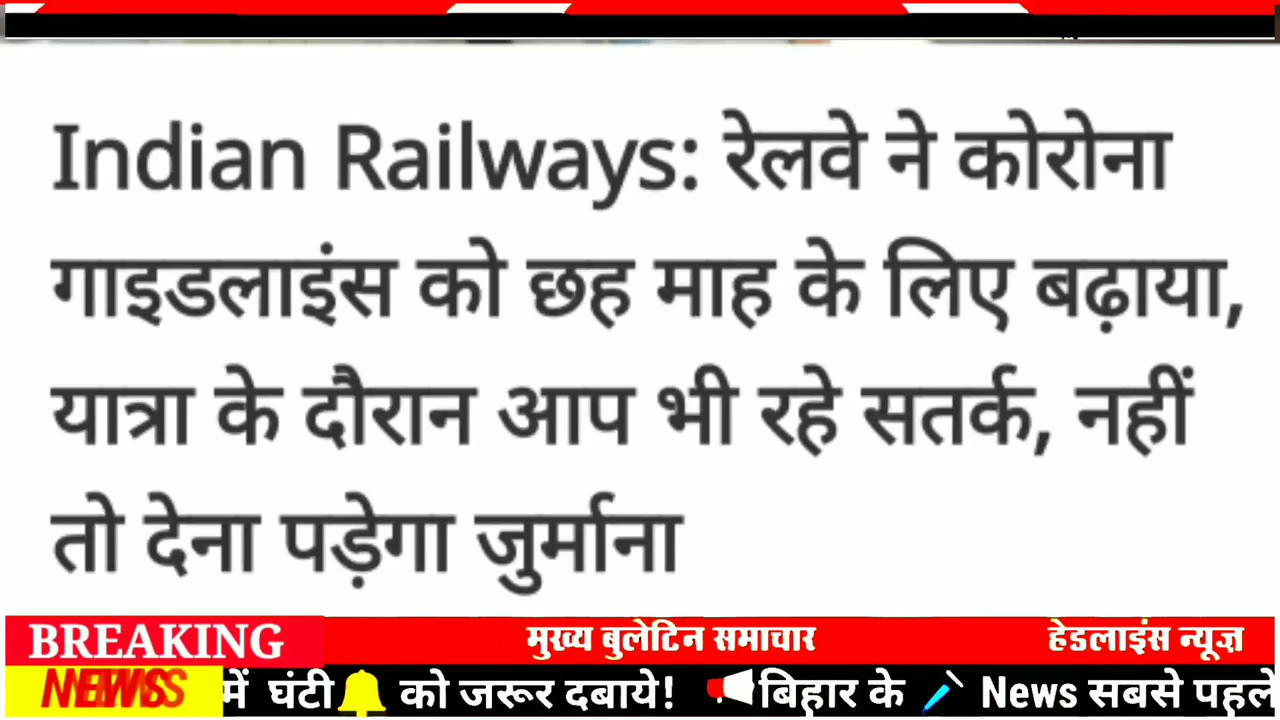 Indian Railways: रेलवे ने कोरोना
गाइडलाइंस को छह माह के लिए बढ़ाया,
यात्रा के दौरान आप भी रहे सतर्क, नहीं
तो देना पड़ेगा जुर्माना
BREAKING मुख्य बुलेटिन समाचार हेडलाइंस न्यूज़
NEWS में घंटी को जरूर दबाये! बिहार के News सबसे पहले